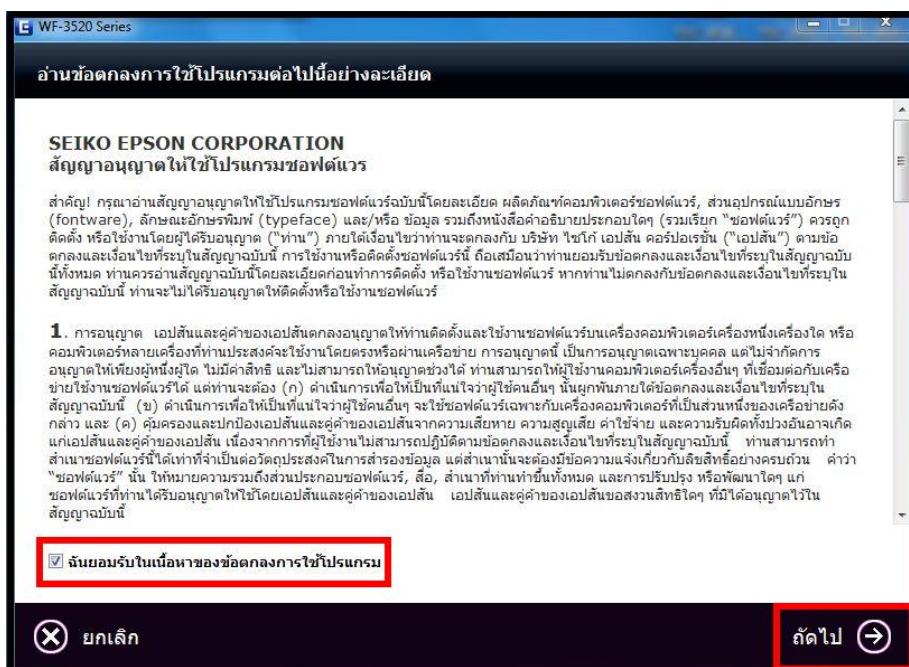 WF-3520 Series
อ่านข้อตกลงการใช้โปรแกรมต่อไปนี้อย่างละเอียด
SEIKO EPSON CORPORATION
สัญญาอนุญาตให้ใช้โปรแกรมซอฟต์แวร์
สำคัญ! กรุณาอ่านสัญญาอนุญาตให้ใช้โปรแกรมซอฟต์แวร์ฉบับนี้โดยละเอียด ผลิตภัณฑ์คอมพิวเตอร์ซอฟต์แวร์, ส่วนอุปกรณ์แบบอักษร
(fontware), ลักษณะอักษรพิมพ์ (typeface) และ/หรือ ข้อมูล รวมถึงหนังสือคำอธิบายประกอบใดๆ (รวมเรียก "ซอฟต์แวร์") ควรถูก
ติดตั้ง หรือใช้งานโดยผู้ได้รับอนุญาต ("ท่าน") ภายใต้เงื่อนไขว่าท่านจะตกลงกับ บริษัท ไซโก้ เอปสัน คอร์ปอเรชั่น ("เอปสัน") ตามข้อ
ตกลงและเงื่อนไขที่ระบุในสัญญาฉบับนี้ การใช้งานหรือติดตั้งซอฟต์แวร์นี้ ถือเสมือนว่าท่านยอมรับข้อตกลงและเงื่อนไขที่ระบุในสัญญาฉบับ
นี้ทั้งหมด ท่านควรอ่านสัญญาฉบับนี้โดยละเอียดก่อนทำการติดตั้ง หรือใช้งานซอฟต์แวร์ หากท่านไม่ตกลงกับข้อตกลงและเงื่อนไขที่ระบุใน
สัญญาฉบับนี้ ท่านจะไม่ได้รับอนุญาตให้ติดตั้งหรือใช้งานซอฟต์แวร์
1. การอนุญาต เอปสันและคู่ค้าของเอปสันตกลงอนุญาตให้ท่านติดตั้งและใช้งานซอฟต์แวร์บนเครื่องคอมพิวเตอร์เครื่องหนึ่งเครื่องใด หรือ
คอมพิวเตอร์หลายเครื่องที่ท่านประสงค์จะใช้งานโดยตรงหรือผ่านเครือข่าย การอนุญาตนี้ เป็นการอนุญาตเฉพาะบุคคล แต่ไม่จำกัดการ
อนุญาตให้เพียงผู้หนึ่งผู้ใด ไม่มีค่าสิทธิ และไม่สามารถให้อนุญาตช่วงได้ ท่านสามารถให้ผู้ใช้งานคอมพิวเตอร์เครื่องอื่นๆ ที่เชื่อมต่อกับเครือ
ข่ายใช้งานซอฟต์แวร์ได้ แต่ท่านจะต้อง (ก) ดำเนินการเพื่อให้เป็นที่แน่ใจว่าผู้ใช้คนอื่นๆ นั้นผูกพันภายใต้ข้อตกลงและเงื่อนไขที่ระบุใน
สัญญาฉบับนี้ (ข) ดำเนินการเพื่อให้เป็นที่แน่ใจว่าผู้ใช้คนอื่นๆ จะใช้ซอฟต์แวร์เฉพาะกับเครื่องคอมพิวเตอร์ที่เป็นส่วนหนึ่งของเครือข่ายดัง
กล่าว และ (ค) คุ้มครองและปกป้องเอปสันและคู่ค้าของเอปสันจากความเสียหาย ความสูญเสีย ค่าใช้จ่าย และความรับผิดทั้งปวงอันอาจเกิด
แก่เอปสันและคู่ค้าของเอปสัน เนื่องจากการที่ผู้ใช้งานไม่สามารถปฏิบัติตามข้อตกลงและเงื่อนไขที่ระบุในสัญญาฉบับนี้ ท่านสามารถทำ
สำเนาซอฟต์แวร์นี้ได้เท่าที่จำเป็นต่อวัตถุประสงค์ในการสำรองข้อมูล แต่สำเนานั้นจะต้องมีข้อความแจ้งเกี่ยวกับลิขสิทธิ์อย่างครบถ้วน คำว่า
"ซอฟต์แวร์" นั้น ให้หมายความรวมถึงส่วนประกอบซอฟต์แวร์, สื่อ, สำเนาที่ท่านทำขึ้นทั้งหมด และการปรับปรุง หรือพัฒนาใดๆ แก่
ซอฟต์แวร์ที่ท่านได้รับอนุญาตให้ใช้โดยเอปสันและคู่ค้าของเอปสัน เอปสันและคู่ค้าของเอปสันขอสงวนสิทธิใดๆ ที่มิได้อนุญาตไว้ใน
สัญญาฉบับนี้
ฉันยอมรับในเนื้อหาของข้อตกลงการใช้โปรแกรม
ยกเลิก
ถัดไป